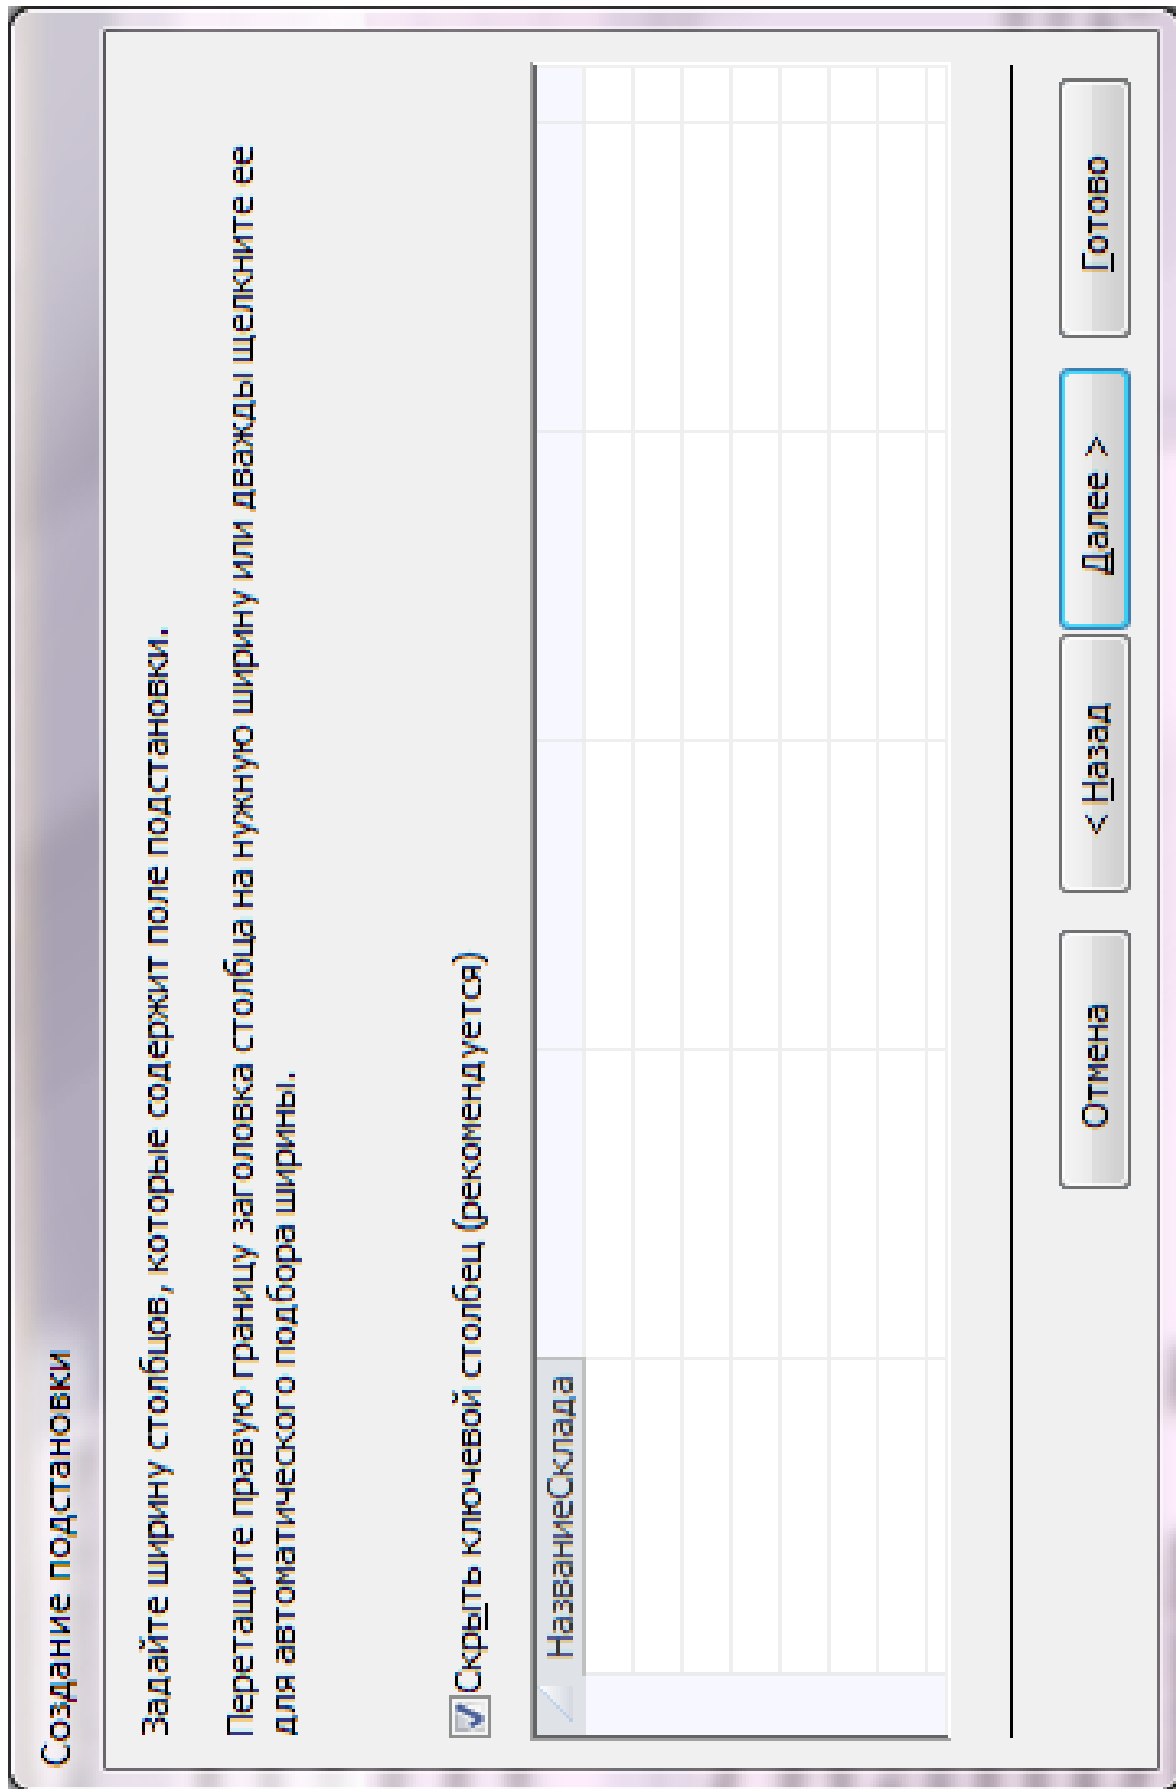 Создание подстановки
Задайте ширину столбцов, которые содержит поле подстановки.
Перетащите правую границу заголовка столбца на нужную ширину или дважды щелкните ее
для автоматического подбора ширины.
Скрыть ключевой столбец (рекомендуется)
НазваниеСклада
Отмена
< Назад
Далее >
Готово